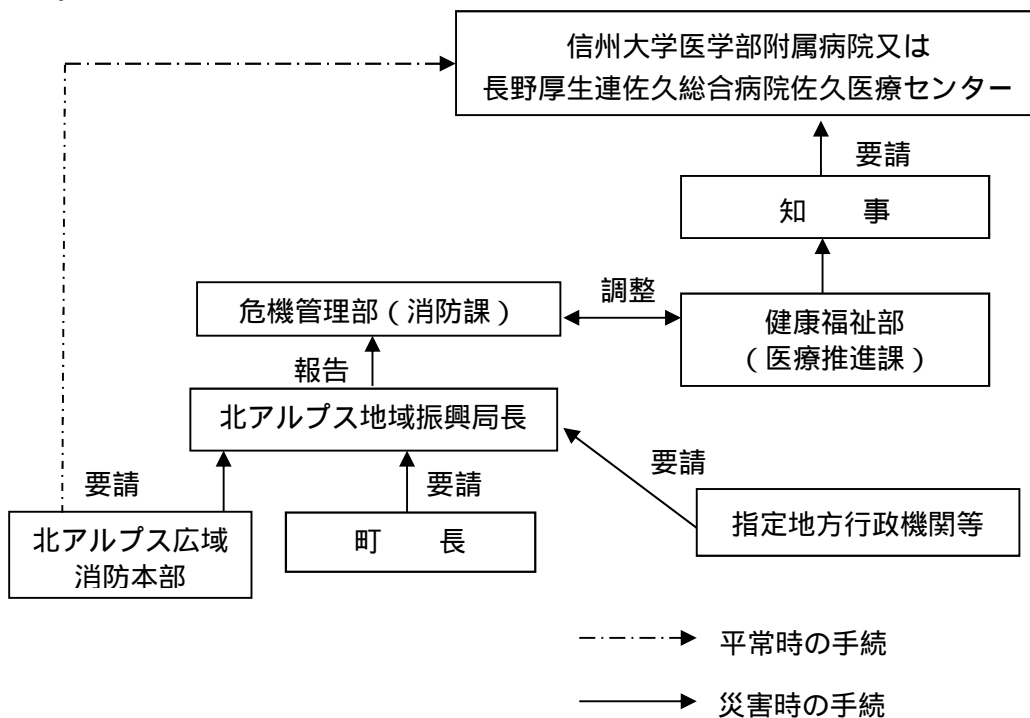 信州大学医学部附属病院又は
長野厚生連佐久総合病院佐久医療センター
要請
知　　事
調整
危機管理部（消防課）
健康福祉部
（医療推進課）
報告
北アルプス地域振興局長
要請
要請
要請
北アルプス広域
消防本部
町　　長
指定地方行政機関等
平常時の手続
災害時の手続